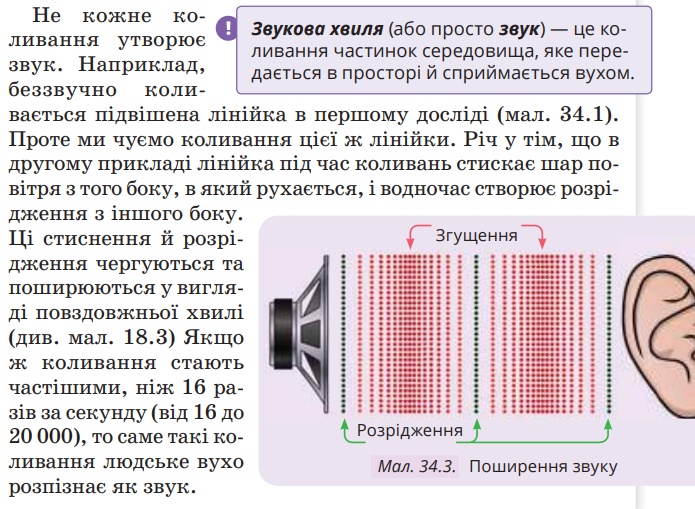 Не кожне ко-
ливання утворює
звук. Наприклад,
беззвучно коли-
вається підвішена лінійка в першому досліді (мал. 34.1).
Проте ми чуємо коливання цієї ж лінійки. Річ у тім, що в
другому прикладі лінійка під час коливань стискає шар по-
вітря з того боку, в який рухається, і водночас створює розрі-
дження з іншого боку.
Ці стиснення й розрі-
дження чергуються та
поширюються у вигля-
ді повздовжньої хвилі
(див. мал. 18.3) Якщо
ж коливання стають
частішими, ніж 16 ра-
зів за секунду (від 16 до
20 000), то саме такі ко-
ливання людське вухо
розпізнає як звук.
!
Звукова хвиля (або просто звук) — це ко-
ливання частинок середовища, яке пере-
дається в просторі й сприймається вухом.
Згущення
Розрідження
Мал. 34.3. Поширення звуку